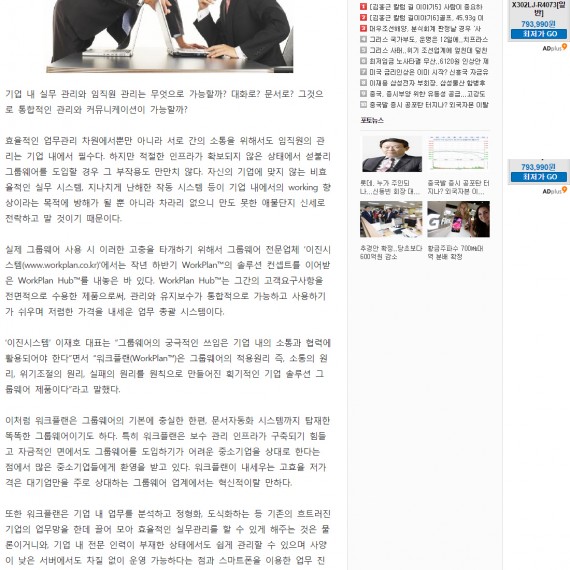 기업 내 실무 관리와 임직원 관리는 무엇으로 가능할까? 대화로? 문서로? 그것으
로 통합적인 관리와 커뮤니케이션이 가능할까?
효율적인 업무관리 차원에서뿐만 아니라 서로 간의 소통을 위해서도 임직원의 관
리는 기업 내에서 필수다. 하지만 적절한 인프라가 확보되지 않은 상태에서 섣불리
그룹웨어를 도입할 경우 그 부작용도 만만치 않다. 자신의 기업에 맞지 않는 비효
율적인 실무 시스템, 지나치게 난해한 작동 시스템 등이 기업 내에서의 working 향
상이라는 목적에 방해가 될 뿐 아니라 차라리 없으니 만도 못한 애물단지 신세로
전락하고 말 것이기 때문이다.
실제 그룹웨어 사용 시 이러한 고충을 타개하기 위해서 그룹웨어 전문업체 '이진시
스템(www.workplan.co.kr)'에서는 작년 하반기 WorkPlan™의 솔루션 컨셉트를 이어받
은 WorkPlan Hub™를 내놓은 바 있다. WorkPlan Hub™는 그간의 고객요구사항을
전면적으로 수용한 제품으로써, 관리와 유지보수가 통합적으로 가능하고 사용하기
가 쉬우며 저렴한 가격을 내세운 업무 총괄 시스템이다.
'이진시스템' 이재호 대표는 "그룹웨어의 궁극적인 쓰임은 기업 내의 소통과 협력에
활용되어야 한다"면서 "워크플랜(WorkPlan™)은 그룹웨어의 적용원리 즉, 소통의 원
리, 위기조절의 원리, 실패의 원리를 원칙으로 만들어진 획기적인 기업 솔루션 그
룹웨어 제품이다"라고 말했다.
이처럼 워크플랜은 그룹웨어의 기본에 충실한 한편, 문서자동화 시스템까지 탑재한
똑똑한 그룹웨어이기도 하다. 특히 워크플랜은 보수 관리 인프라가 구축되기 힘들
고 자금적인 면에서도 그룹웨어를 도입하기가 어려운 중소기업을 상대로 한다는
점에서 많은 중소기업들에게 환영을 받고 있다. 워크플랜이 내세우는 고효율 저가
격은 대기업만을 주로 상대하는 그룹웨어 업계에서는 혁신적이랄 만하다.
또한 워크플랜은 기업 내 업무를 분석하고 정형화, 도식화하는 등 기존의 흐트러진
기업의 업무망을 한데 끌어 모아 효율적인 실무관리를 할 수 있게 해주는 것은 물
론이거니와, 기업 내 전문 인력이 부재한 상태에서도 쉽게 관리할 수 있으며 사양
이 낮은 서버에서도 차질 없이 운영 가능하다는 점과 스마트폰을 이용한 업무 진
1 [김홍근 칼럼 골 이야기5] 사람이 중요하
2 [김홍근 칼럼 골 이야기6]골프, 45,93g 의
3 대우조선해양, 분식회계 판정날 경우 '사
4 그리스 국가부도, 운명은 12일에...치프라스
5 그리스 사태, 위기 조선업계에 앞친데 덮친
6 최저임금 노사타결 무산..6120원 인상안 제
7 미국 금리인상은 이미 시작? 신흥국 자금유
8 이재용 삼성전자 부회장, 삼성물산 합병후
9 중국, 증시부양 위한 유동성 공급...고강도
10 중국발 증시 공포탄 터지나? 외국자본 이탈
포토뉴스
롯데, 누가 주인되
나...신동빈 회장 대...
중국발 증시 공포탄 터
지나? 외국자본 이...
추경안 확정..당초보다
600억원 감소
황금주파수 700㎒대
역 분배 확정
X302LJ-R4073[일
반]
793,990원
최저가 GO
ADplus
793,990원
최저가 GO
ADplus